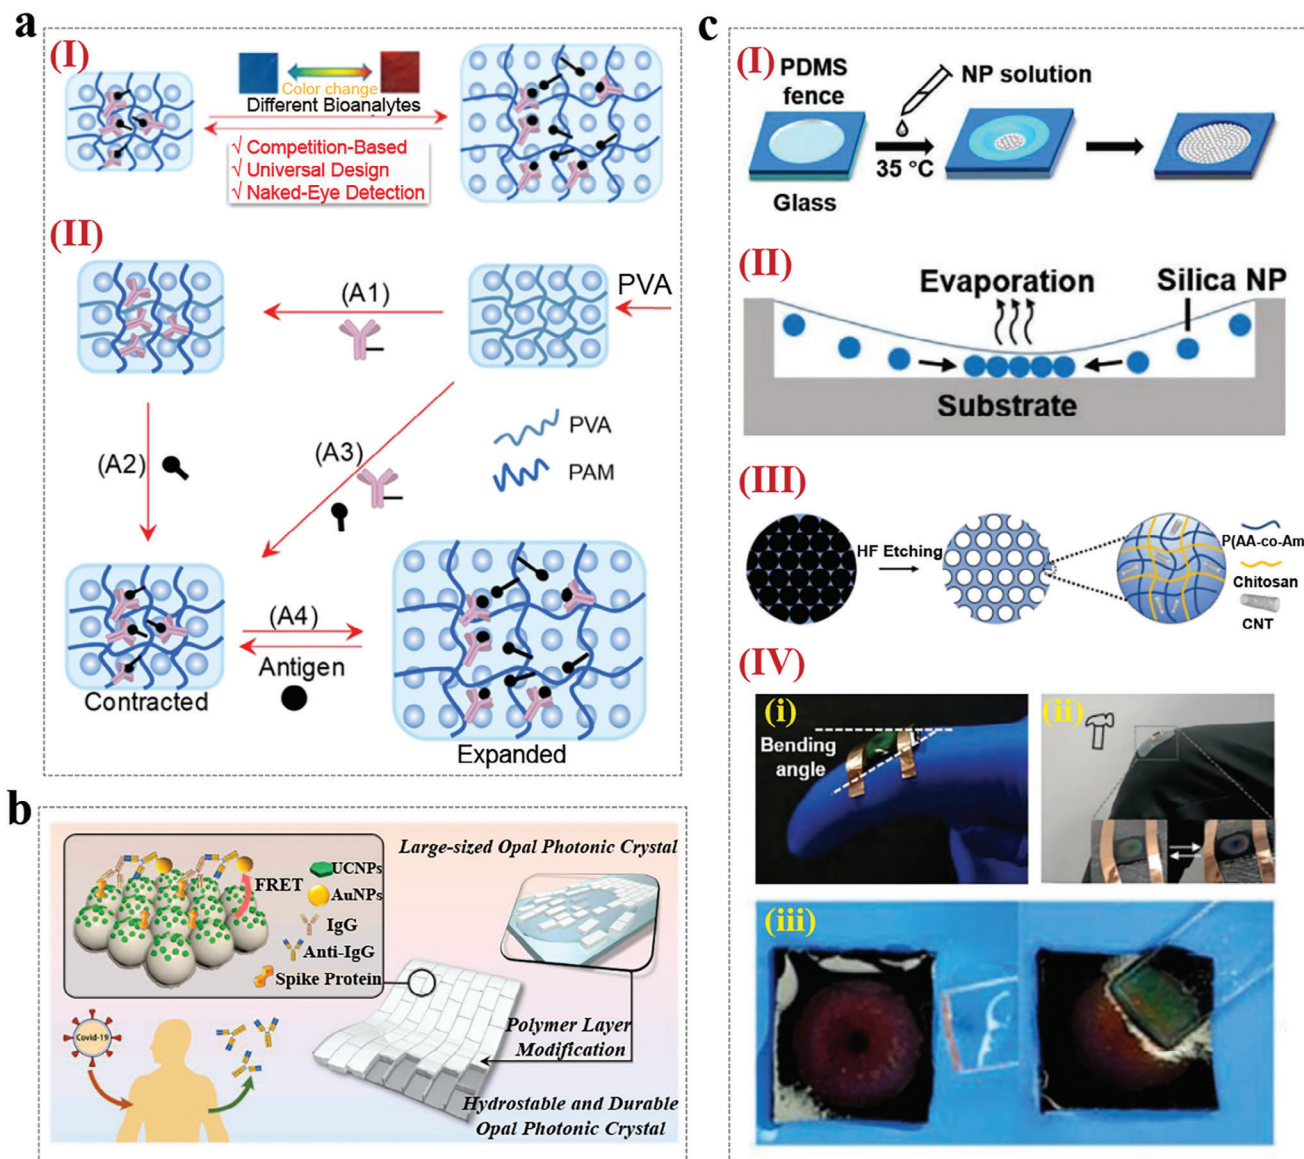 a
(I)
Color change
Different Bioanalytes
√ Competition-Based
√ Universal Design
√ Naked-Eye Detection
(II)
(A1)
PVA
(A2)
(A3)
PVA
PAM
(A4)
Antigen
Contracted
Expanded
b
Large-sized Opal Photonic Crystal
FRET
UCNPs
AuNPs
IgG
Anti-IgG
Spike Protein
Covid-19
Polymer Layer
Modification
Hydrostable and Durable
Opal Photonic Crystal
c
(I)
PDMS
fence
NP solution
35 °C
Glass
(II)
Evaporation
Silica NP
Substrate
(III)
HF Etching
P(AA-co-Am
Chitosan
CNT
(IV)
(i)
Bending
angle
(ii)
(iii)